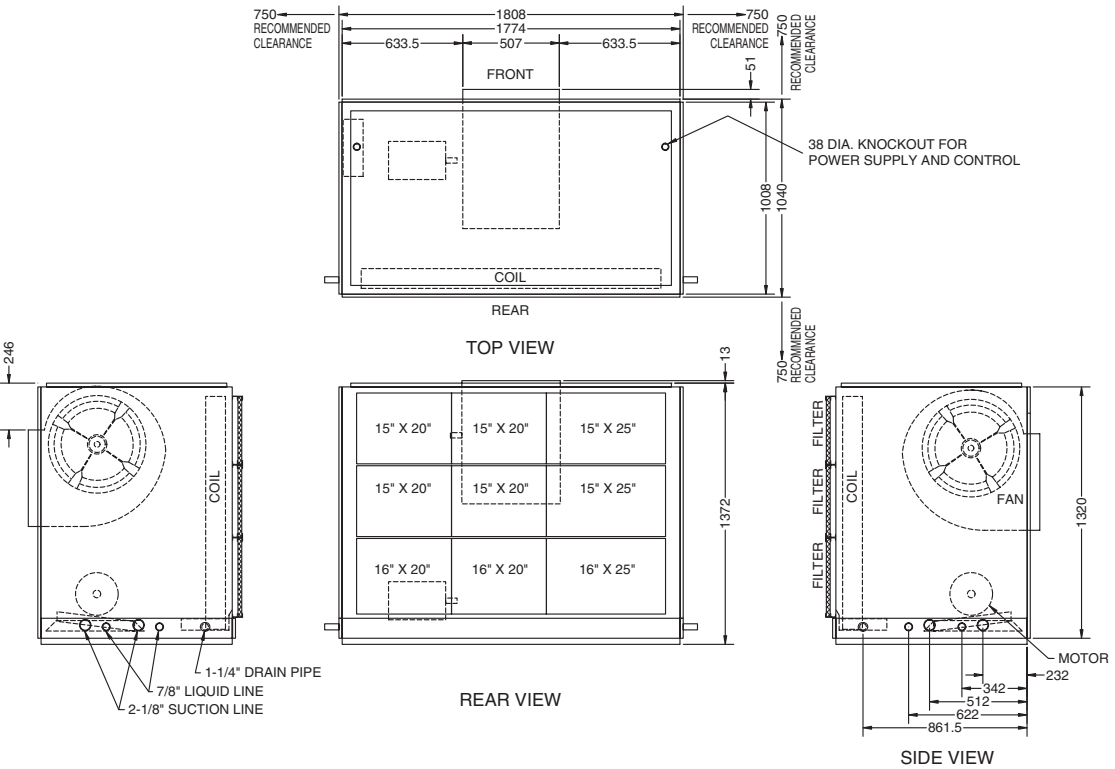 750
1808
750
RECOMMENDED
CLEARANCE
1774
RECOMMENDED
CLEARANCE
633.5
507
633.5
750
RECOMMENDED
CLEARANCE
FRONT
51
38 DIA. KNOCKOUT FOR
POWER SUPPLY AND CONTROL
1008
1040
COIL
REAR
750
RECOMMENDED
CLEARANCE
TOP VIEW
246
COIL
1-1/4" DRAIN PIPE
7/8" LIQUID LINE
2-1/8" SUCTION LINE
13
15" X 20"
15" X 20"
15" X 25"
15" X 20"
15" X 20"
15" X 25"
16" X 20"
16" X 20"
16" X 25"
1372
REAR VIEW
FILTER
FILTER
FILTER
COIL
FAN
1320
MOTOR
232
342
512
622
861.5
SIDE VIEW